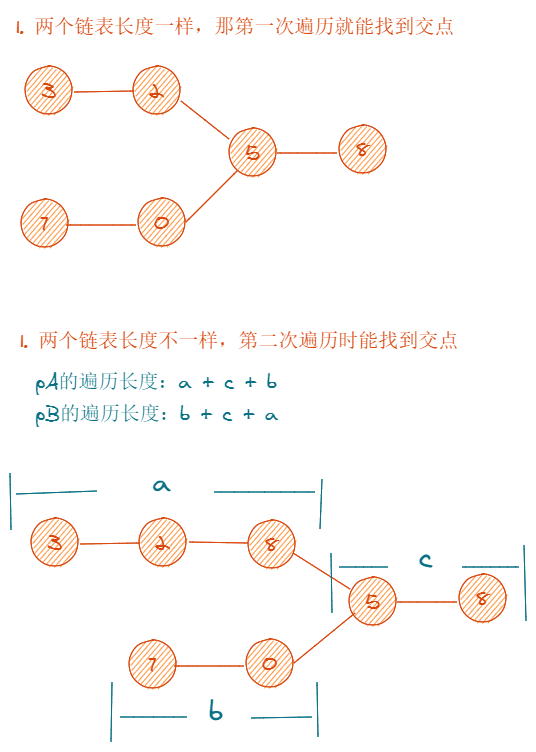 1. 两个链表长度一样，那第一次遍历就能找到交点
3 2
5 8
7 0
1. 两个链表长度不一样，第二次遍历时能找到交点
pA的遍历长度：a + c + b
pB的遍历长度：b + c + a
a
3 2 8
c
5 8
7 0
b